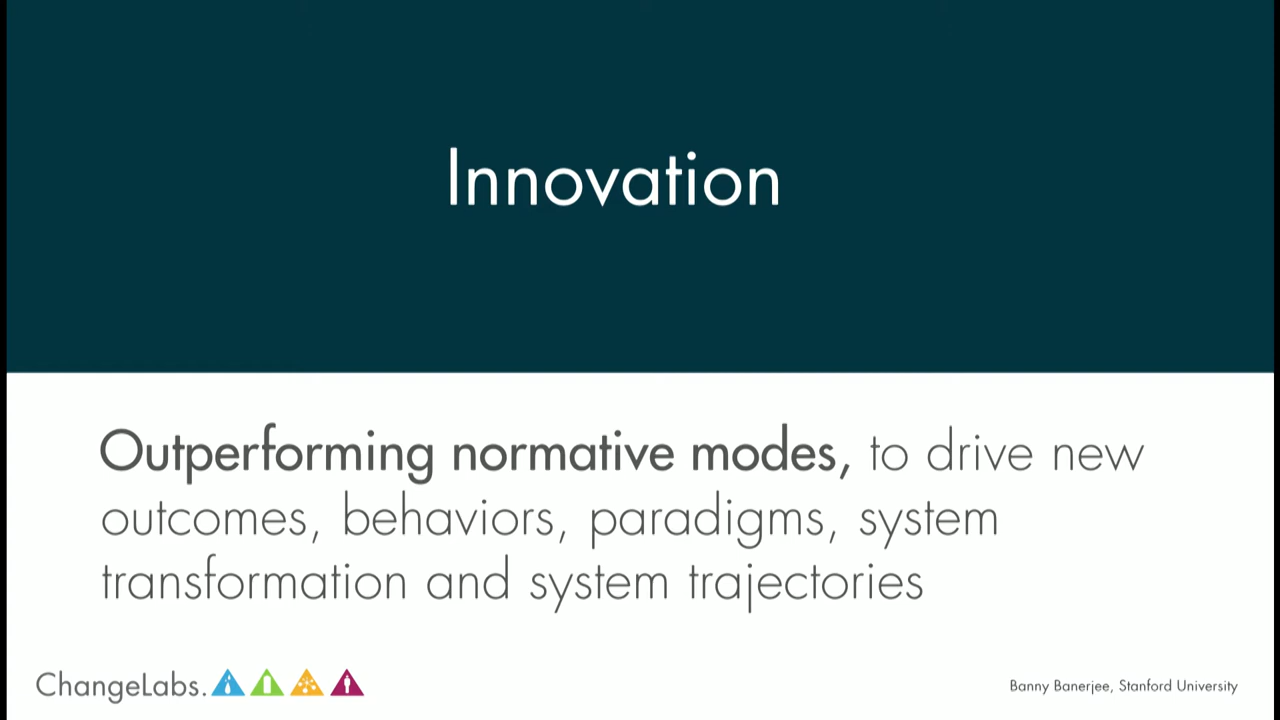 Innovation
Outperforming normative modes, to drive new
outcomes, behaviors, paradigms, system
transformation and system trajectories
ChangeLabs.
Banny Banerjee, Stanford University